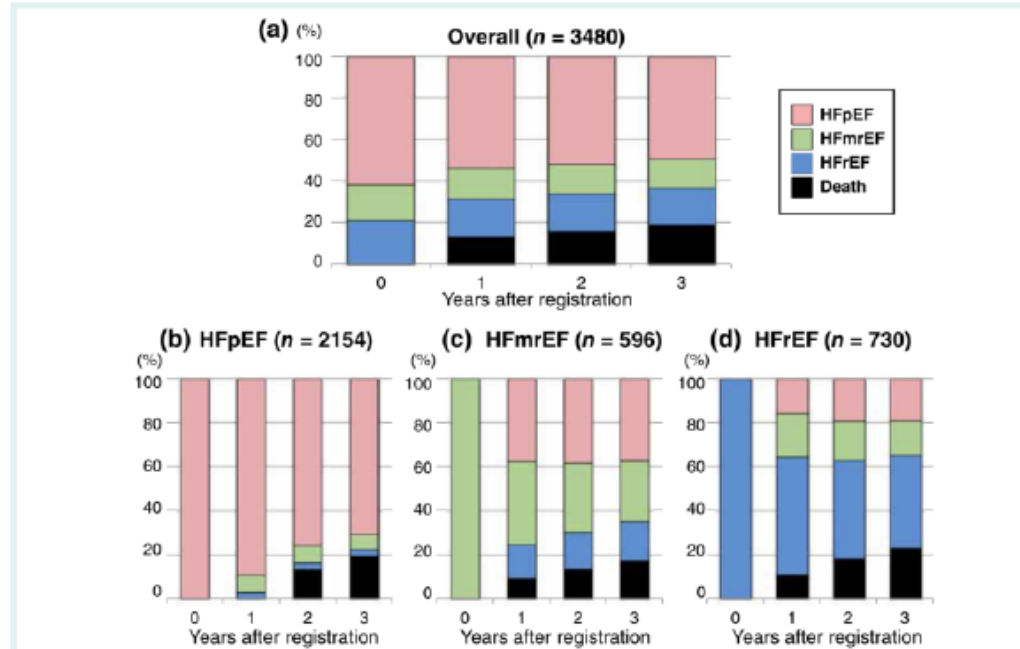 (a) (%) Overall (n = 3480)
100
80
60
40
20
0
0 1 2 3
Years after registration
HFpEF
HFmrEF
HFrEF
Death
(b) HFpEF (n = 2154)
(%)
100
80
60
40
20
0
0 1 2 3
Years after registration
(c) HFmrEF (n = 596)
(%)
100
80
60
40
20
0
0 1 2 3
Years after registration
(d) HFrEF (n = 730)
(%)
100
80
60
40
20
0
0 1 2 3
Years after registration